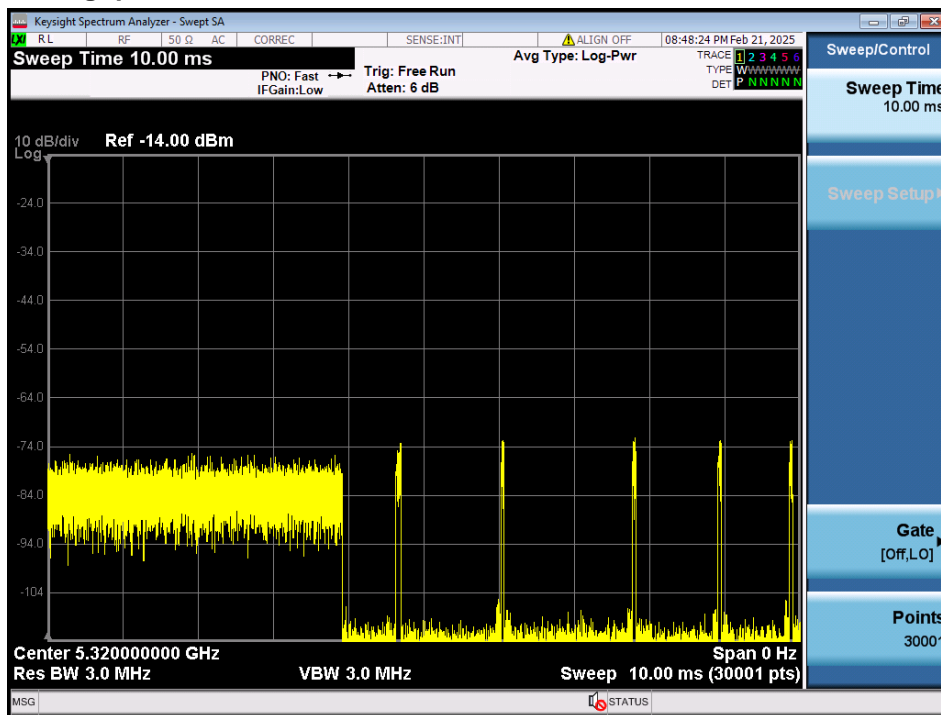 Keysight Spectrum Analyzer - Swept SA
LXI RL RF 50 Ω AC CORREC SENSE:INT ALIGN OFF 08:48:24 PM Feb 21, 2025
Sweep Time 10.00 ms
PNO: Fast
IFGain:Low
Trig: Free Run
Atten: 6 dB
Avg Type: Log-Pwr
TRACE 1 2 3 4 5 6
TYPE WWWWWW
DET P N N N N N
Sweep/Control
Sweep Time
10.00 ms
Sweep Setup
Gate
[Off,LO]
Points
30001
10 dB/div Ref -14.00 dBm
Log
-24.0
-34.0
-44.0
-54.0
-64.0
-74.0
-84.0
-94.0
-104
Center 5.320000000 GHz Span 0 Hz
Res BW 3.0 MHz VBW 3.0 MHz Sweep 10.00 ms (30001 pts)
MSG STATUS